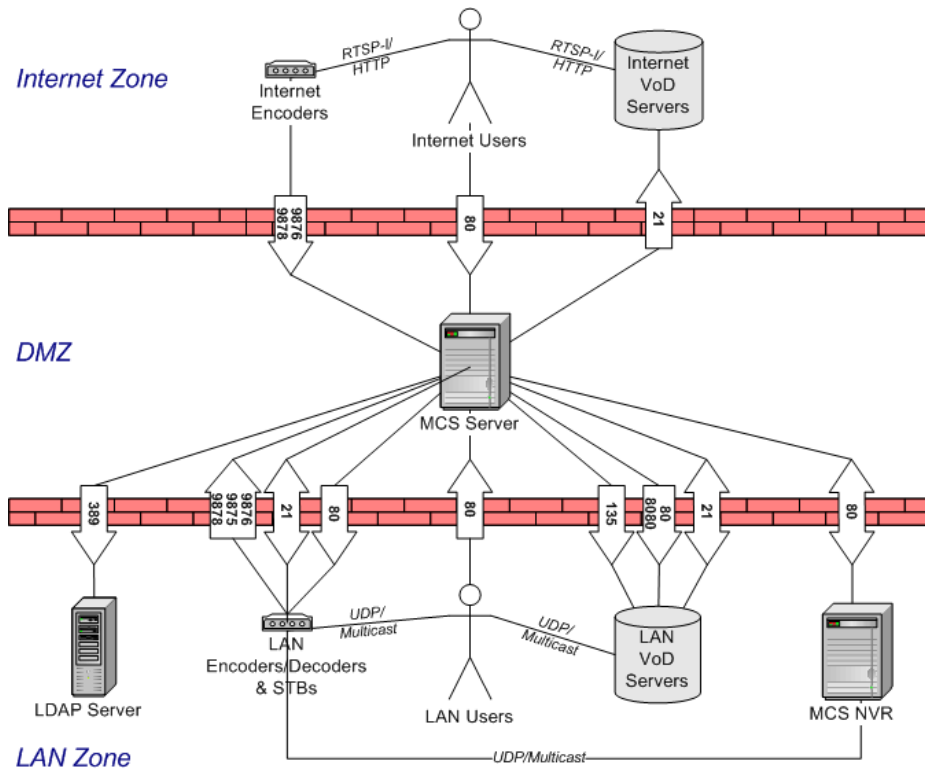 RTSP-I/
HTTP
RTSP-I/
HTTP
Internet Zone
Internet
Encoders
Internet Users
Internet
VoD
Servers
9876
9878
80
21
DMZ
MCS Server
389
9876
9875
9878
21
80
80
135
80
8080
21
80
UDP/
Multicast
UDP/
Multicast
LAN
Encoders/Decoders
& STBs
LAN
VoD
Servers
LDAP Server
LAN Users
MCS NVR
LAN Zone
UDP/Multicast